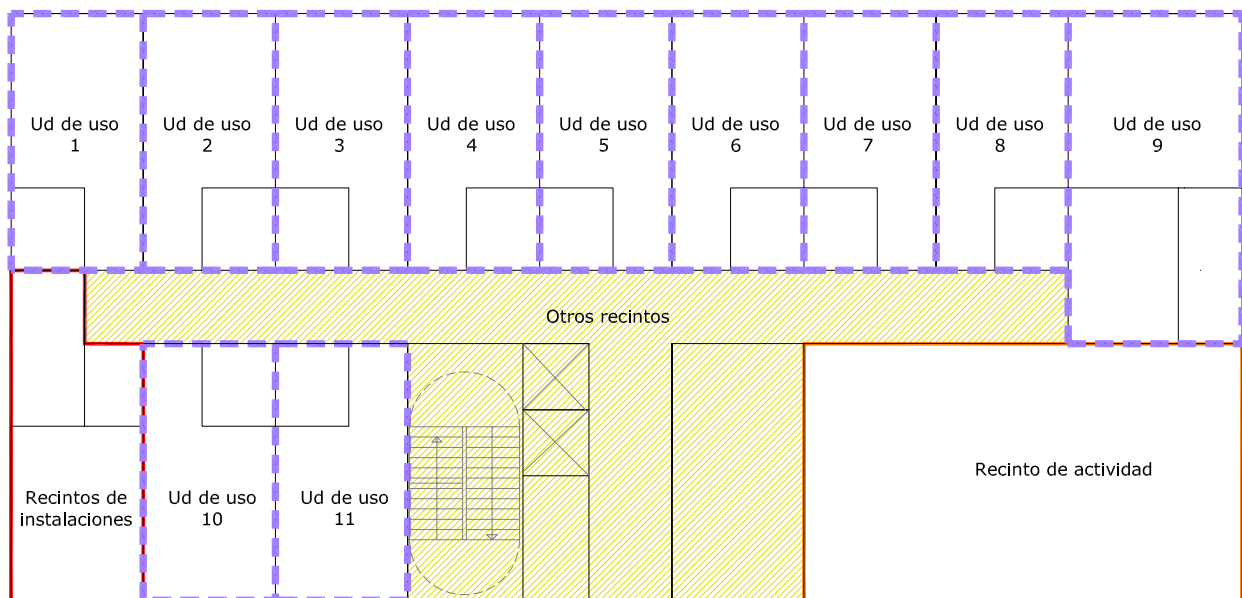 Ud de uso
1
Ud de uso
2
Ud de uso
3
Ud de uso
4
Ud de uso
5
Ud de uso
6
Ud de uso
7
Ud de uso
8
Ud de uso
9
Otros recintos
Recintos de
instalaciones
Ud de uso
10
Ud de uso
11
Recinto de actividad